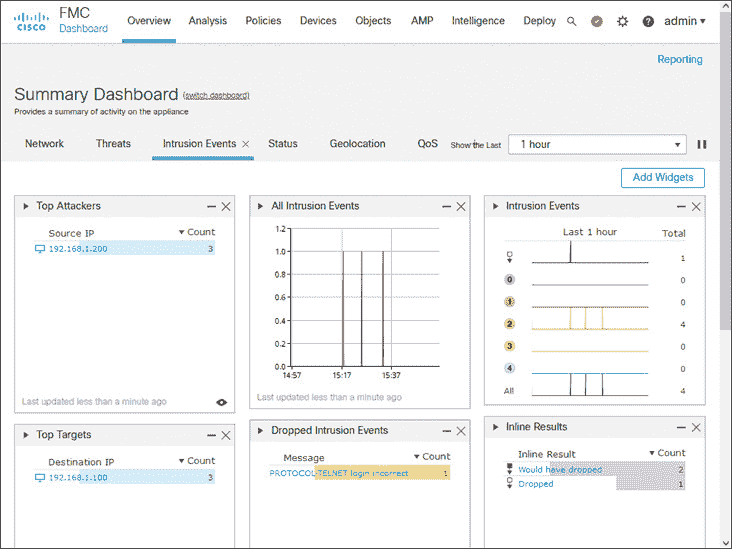 CISCO
FMC
Dashboard
Overview Analysis Policies Devices Objects AMP Intelligence Deploy admin
Reporting
Summary Dashboard (switch dashboard)
Provides a summary of activity on the appliance
Network Threats Intrusion Events × Status Geolocation QoS Show the Last 1 hour
Add Widgets
Top Attackers
Source IP Count
192.168.1.200 3
Last updated less than a minute ago
All Intrusion Events
1.2
1.0
0.8
0.6
0.4
0.2
0.0
14:57 15:17 15:37
Last updated less than a minute ago
Intrusion Events
Last 1 hour Total
1
0 0
1 0
2 4
3 0
4 0
All 4
Top Targets
Destination IP Count
192.168.1.100 3
Dropped Intrusion Events
Message Count
PROTOCOL-TELNET login incorrect 1
Inline Results
Inline Result Count
Would have dropped 2
Dropped 1